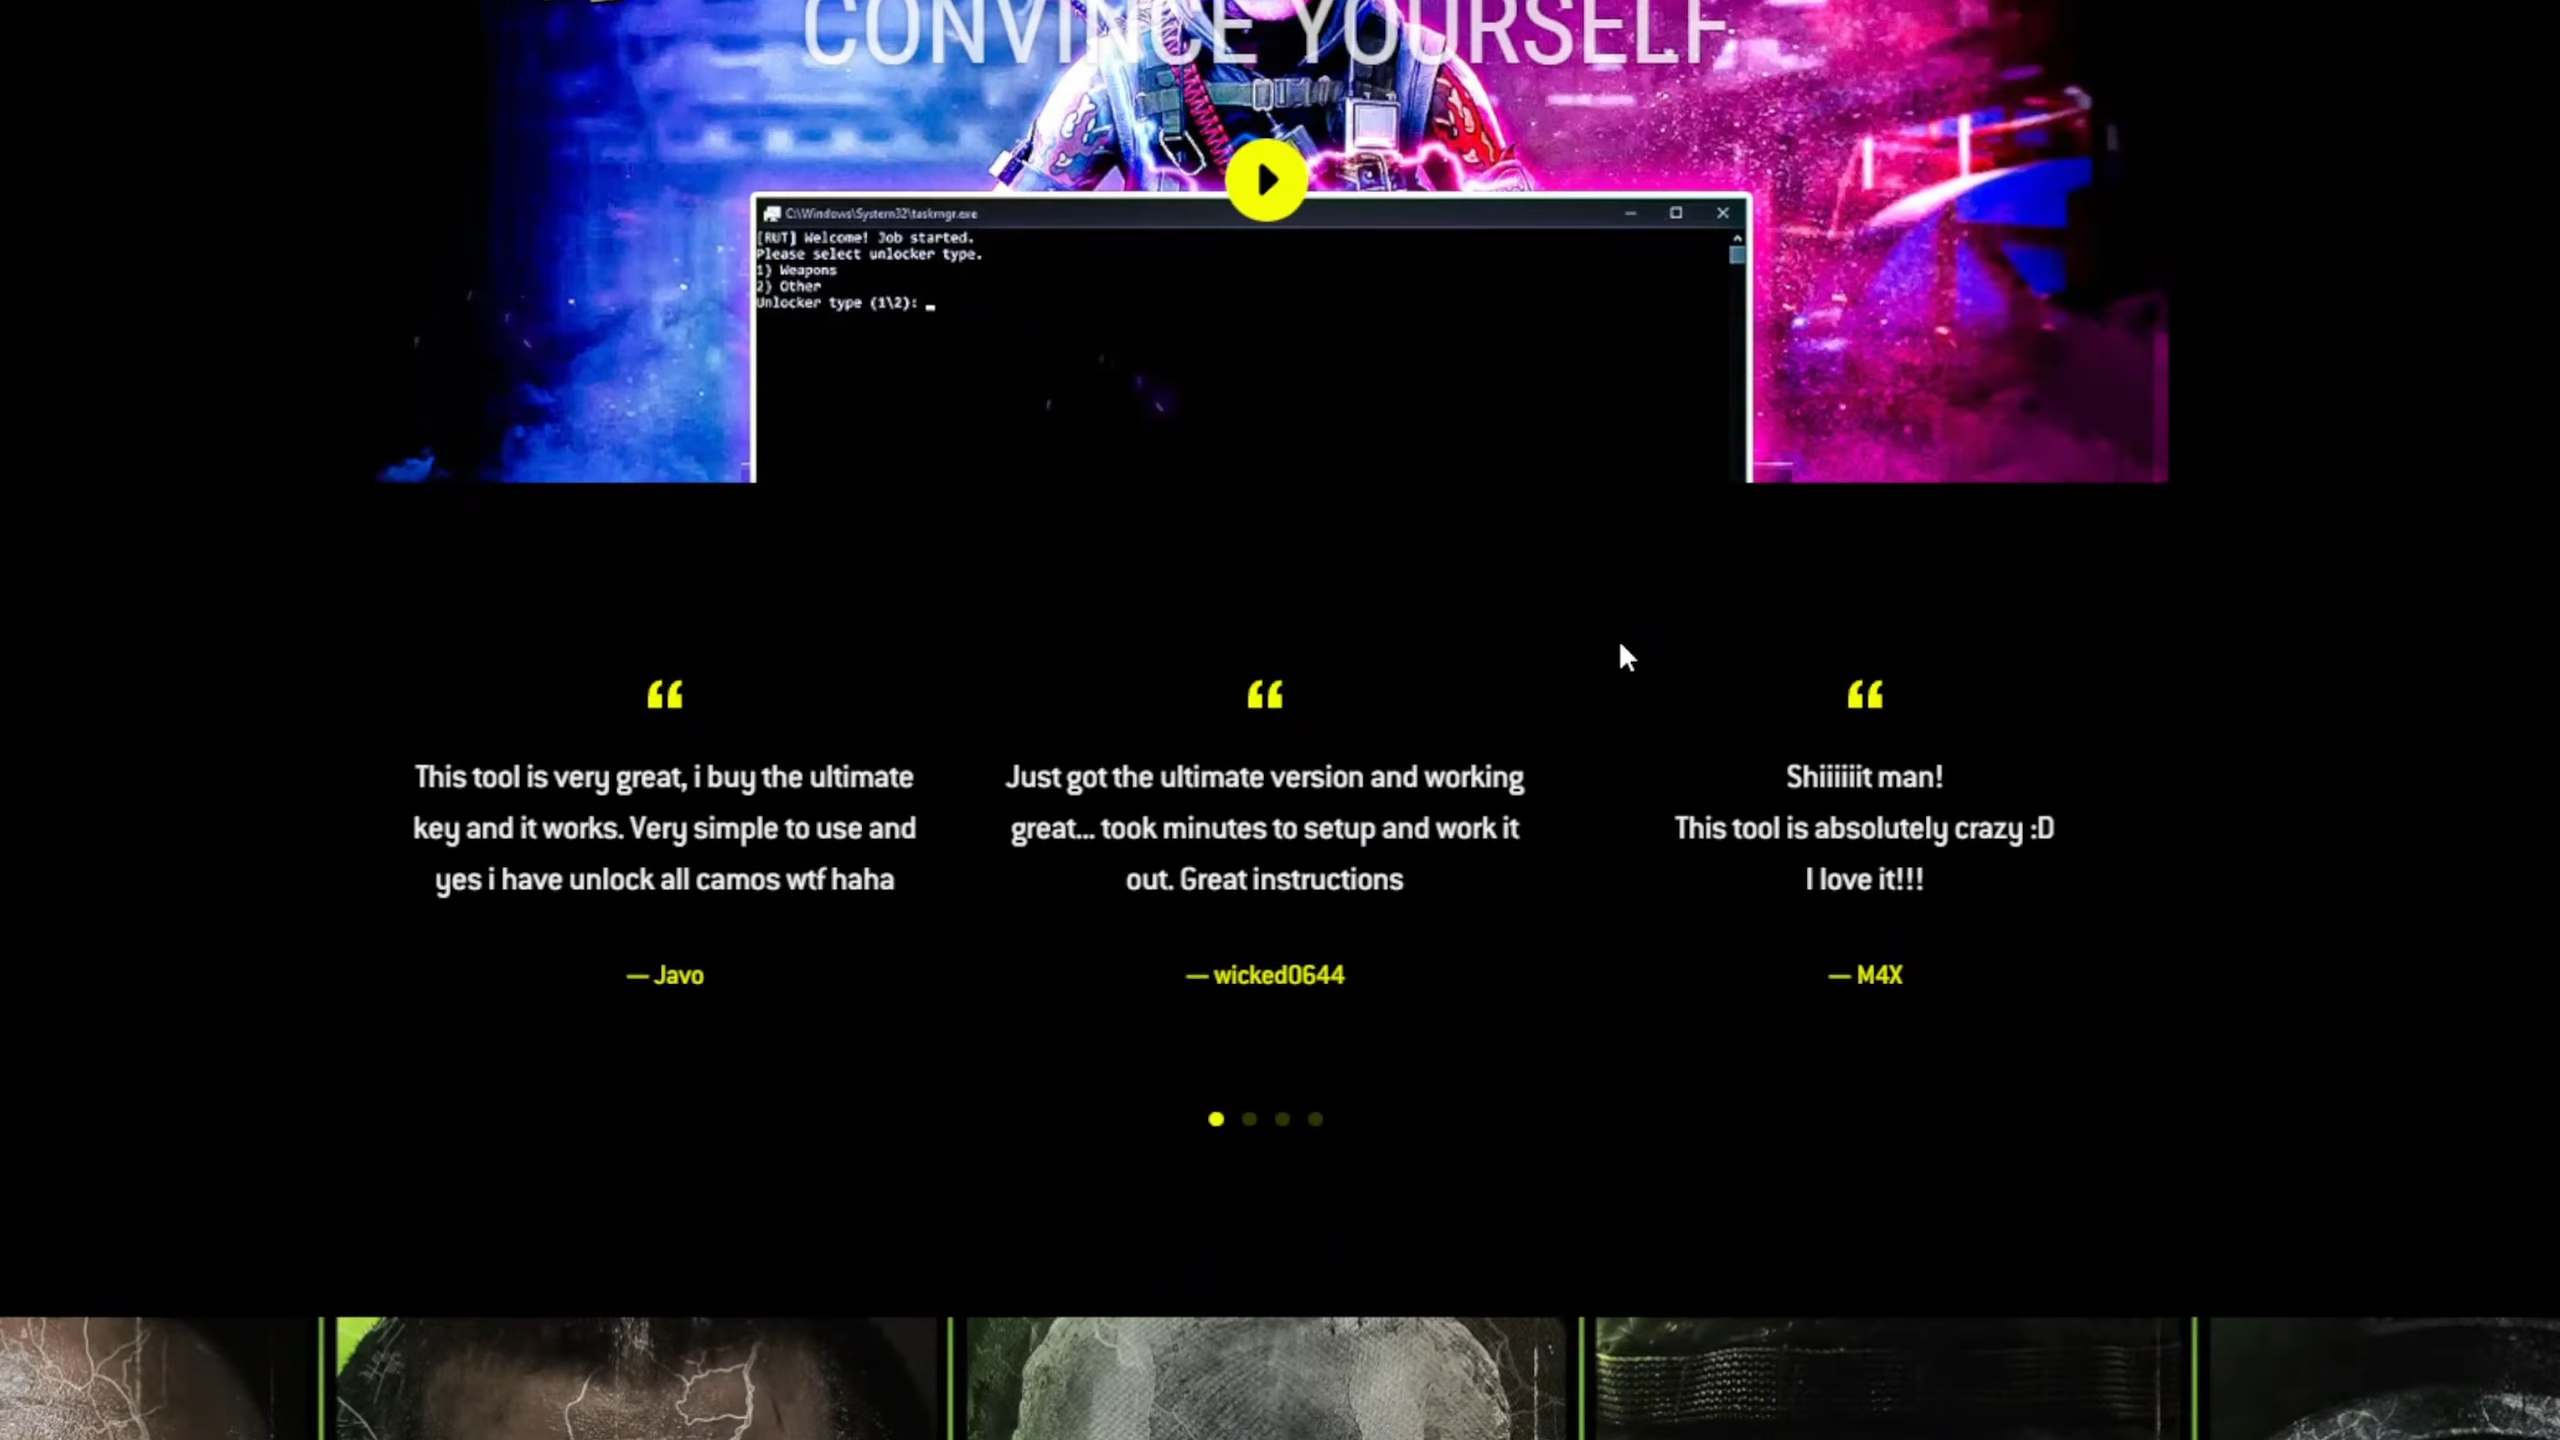 CONVINCE YOURSELF
C:\Windows\System32\taskmgr.exe
[RUT] Welcome! Job started.
Please select unlocker type.
1) Weapons
2) Other
Unlocker type (1\2):
“
This tool is very great, i buy the ultimate
key and it works. Very simple to use and
yes i have unlock all camos wtf haha
— Javo
“
Just got the ultimate version and working
great... took minutes to setup and work it
out. Great instructions
— wicked0644
“
Shiiiiiit man!
This tool is absolutely crazy :D
I love it!!!
— M4X